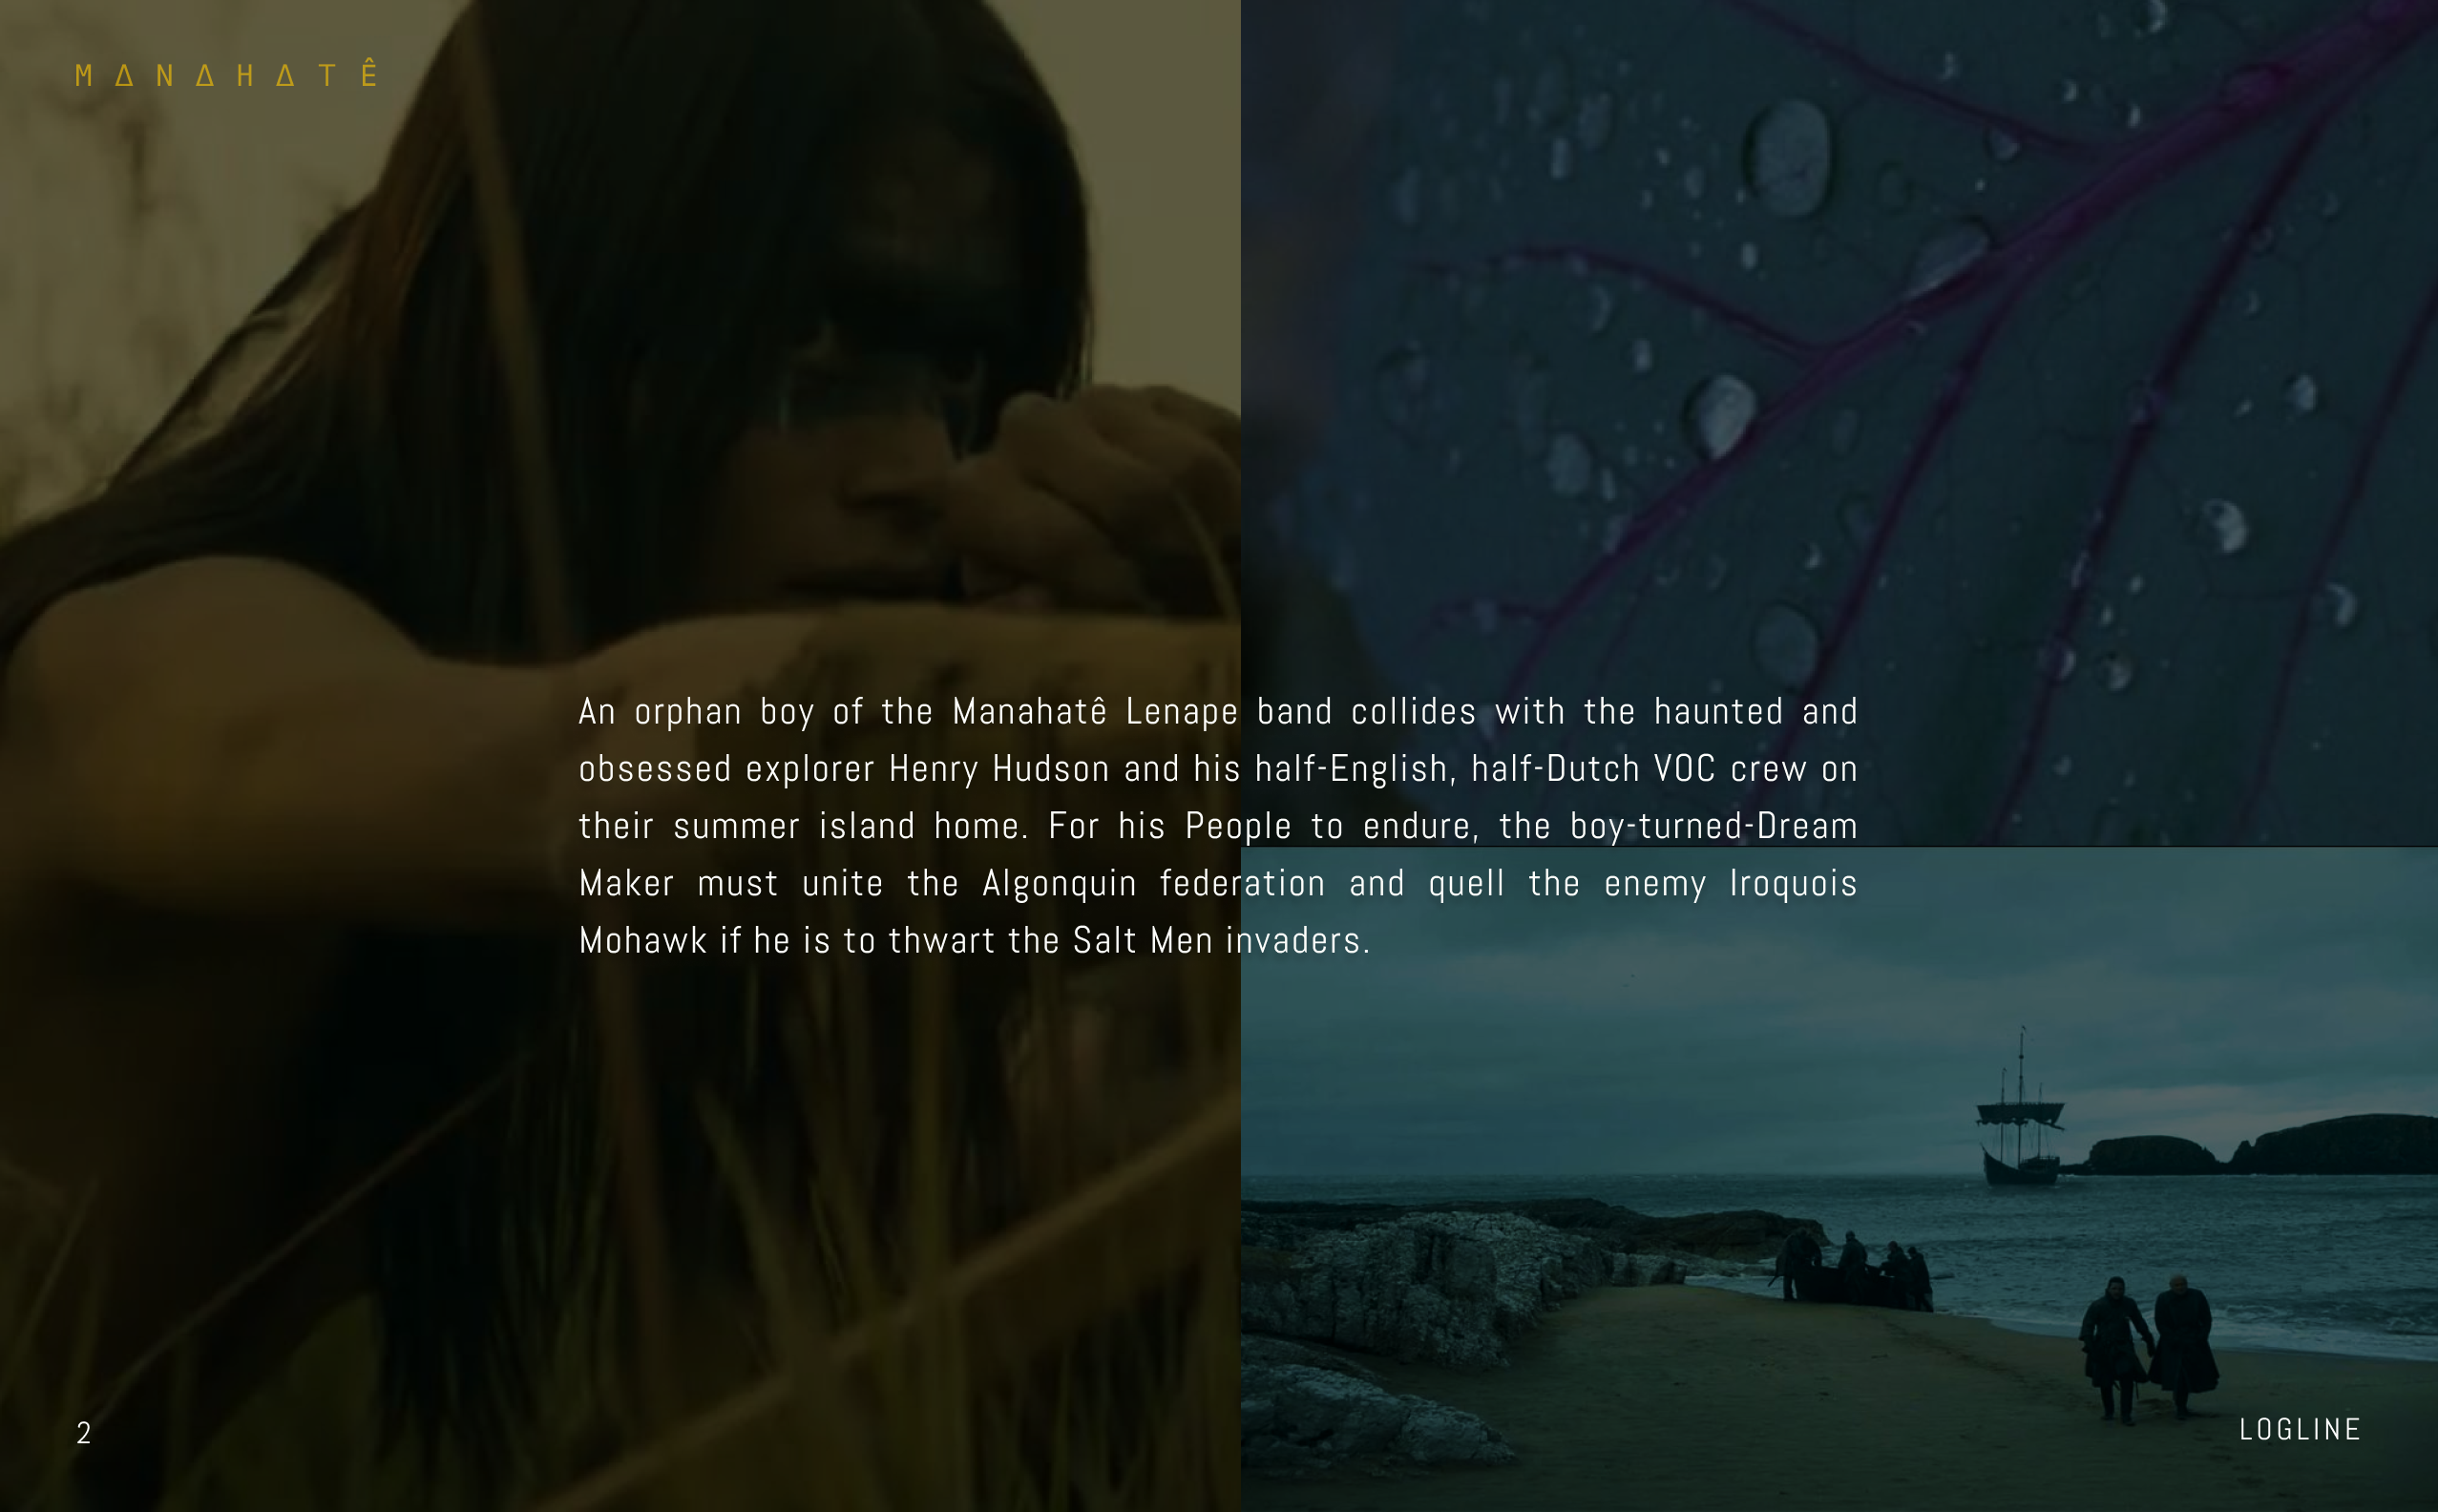 M Δ N Δ H Δ T Ê
An orphan boy of the Manahatê Lenape band collides with the haunted and
obsessed explorer Henry Hudson and his half-English, half-Dutch VOC crew on
their summer island home. For his People to endure, the boy-turned-Dream
Maker must unite the Algonquin federation and quell the enemy Iroquois
Mohawk if he is to thwart the Salt Men invaders.
2
LOGLINE